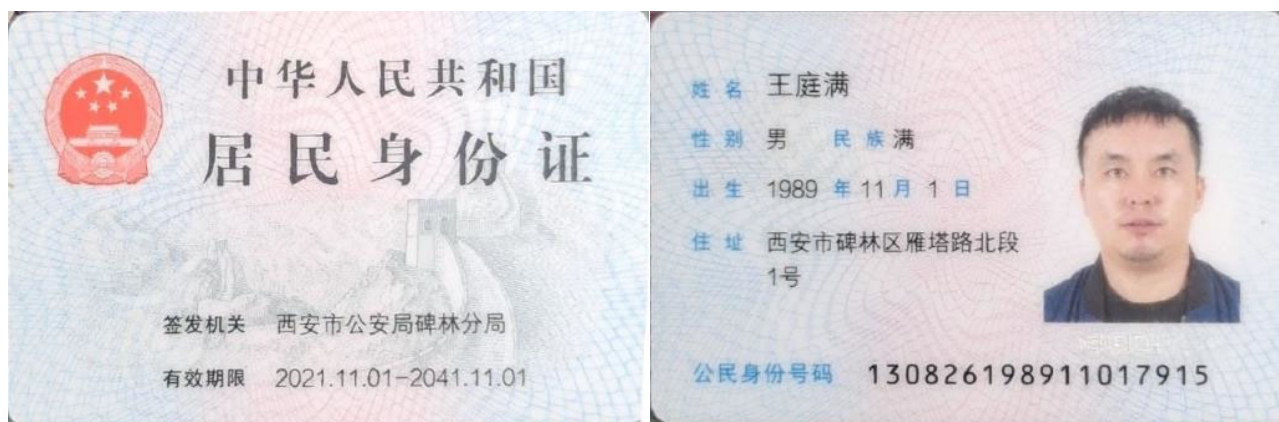 中华人民共和国
居民身份证
签发机关 西安市公安局碑林分局
有效期限 2021.11.01-2041.11.01
姓名 王庭满
性别 男 民族 满
出生 1989 年 11 月 1 日
住址 西安市碑林区雁塔路北段
1号
公民身份号码 130826198911017915